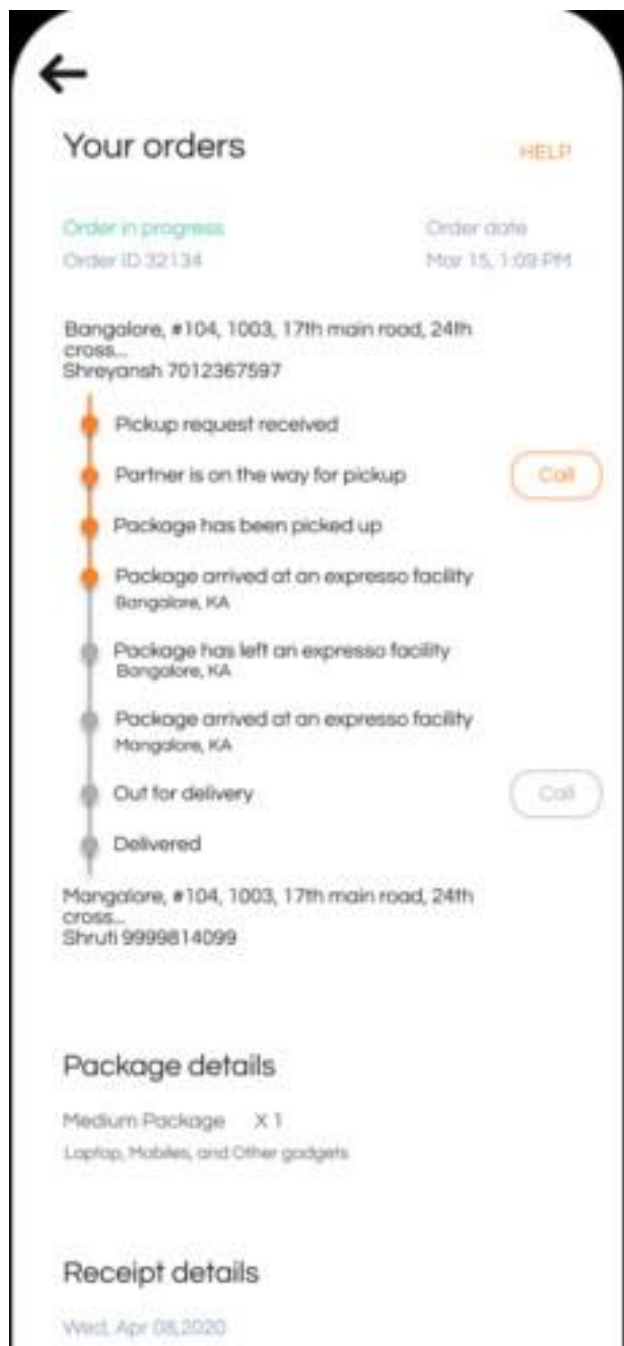 Your orders
HELP
Order in progress
Order date
Order ID 32134
Mar 15, 1:09 PM
Bangalore, #104, 1003, 17th main road, 24th
cross...
Shreyansh 7012367597
Pickup request received
Partner is on the way for pickup
Call
Package has been picked up
Package arrived at an expresso facility
Bangalore, KA
Package has left an expresso facility
Bangalore, KA
Package arrived at an expresso facility
Mangalore, KA
Out for delivery
Call
Delivered
Mangalore, #104, 1003, 17th main road, 24th
cross...
Shruti 9999814099
Package details
Medium Package X 1
Laptop, Mobiles, and Other gadgets
Receipt details
Wed, Apr 08,2020